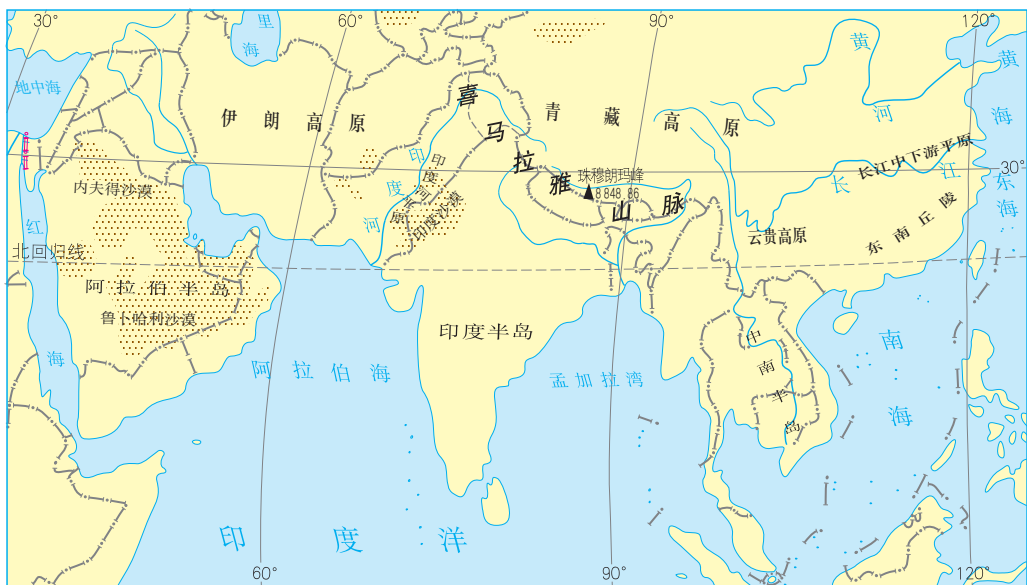 30°
60°
90°
120°
里
海
黄
黄
海
地中海
喜
马
拉
雅
山
脉
伊朗高原
青藏高原
河
长江中下游平原
长
江
30°
东
海
印
度
河
印度河平原
印度沙漠
珠穆朗玛峰
8 848.86
内夫得沙漠
红
海
北回归线
云贵高原
东南丘陵
阿拉伯半岛
鲁卜哈利沙漠
印度半岛
中
南
半
岛
南
海
阿拉伯海
孟加拉湾
印度洋
60°
90°
120°